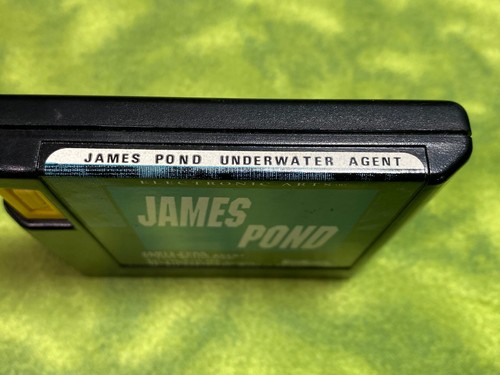 JAMES POND UNDERWATER AGENT
ELECTRONIC ARTS
JAMES
POND